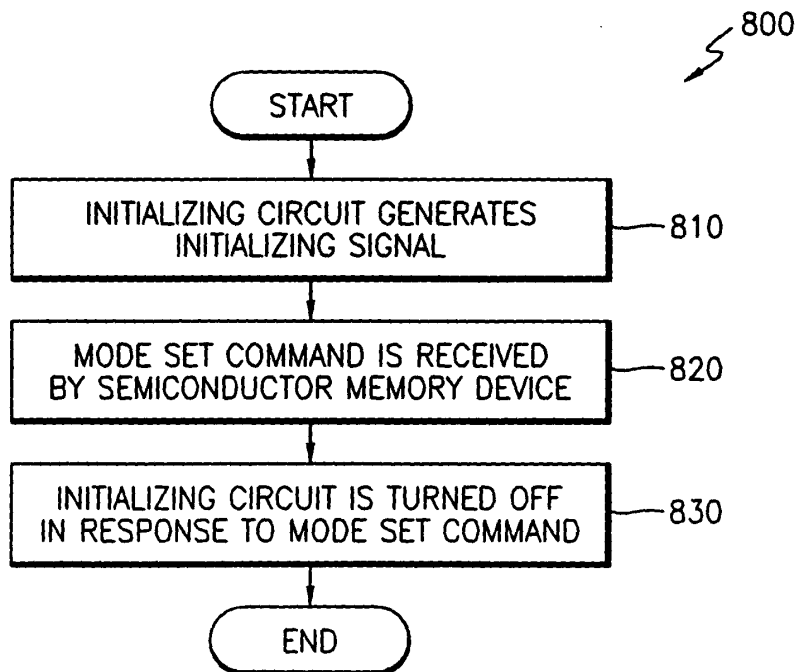 800
START
INITIALIZING CIRCUIT GENERATES
INITIALIZING SIGNAL
810
MODE SET COMMAND IS RECEIVED
BY SEMICONDUCTOR MEMORY DEVICE
820
INITIALIZING CIRCUIT IS TURNED OFF
IN RESPONSE TO MODE SET COMMAND
830
END